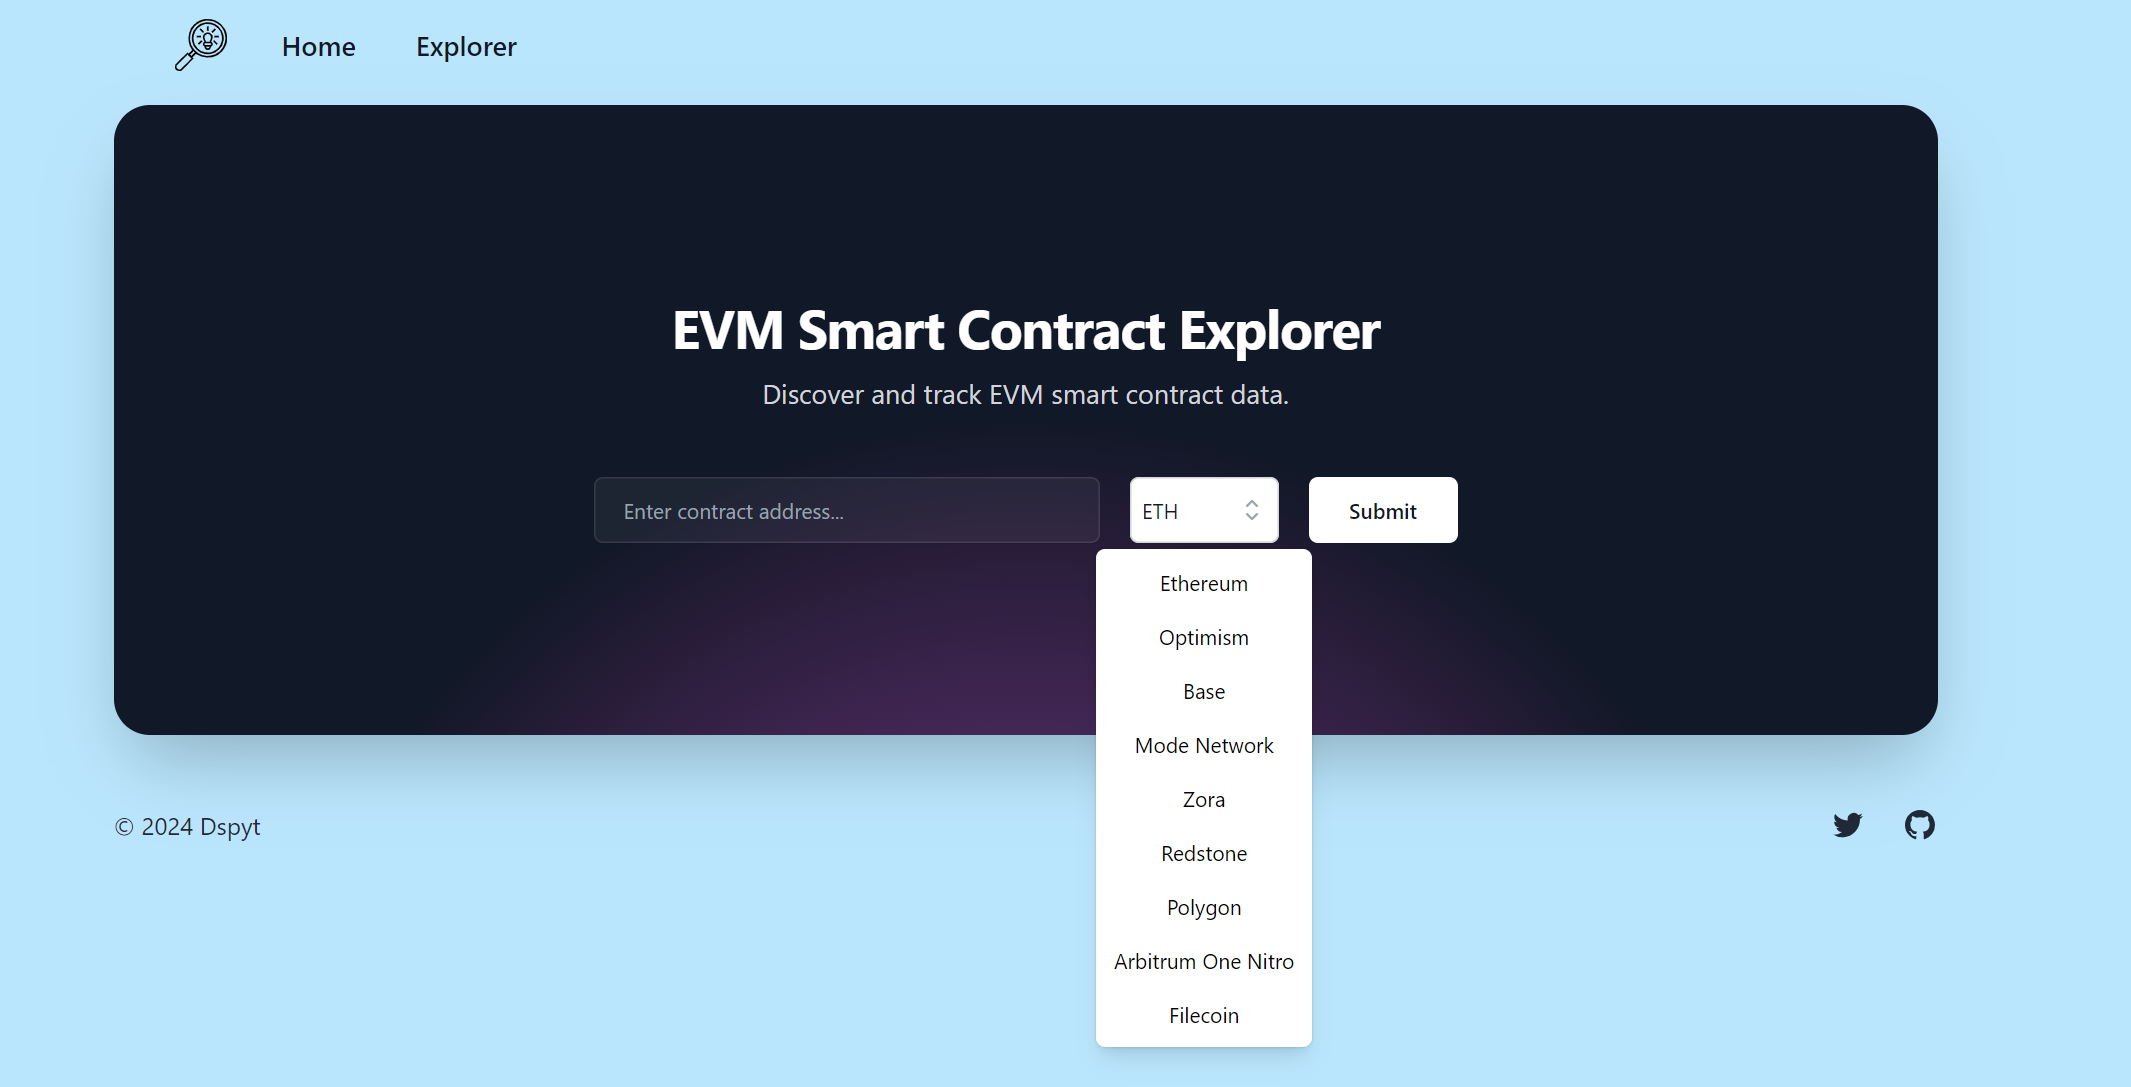 Home
Explorer
EVM Smart Contract Explorer
Discover and track EVM smart contract data.
Enter contract address...
ETH
Submit
Ethereum
Optimism
Base
Mode Network
Zora
Redstone
Polygon
Arbitrum One Nitro
Filecoin
© 2024 Dspyt